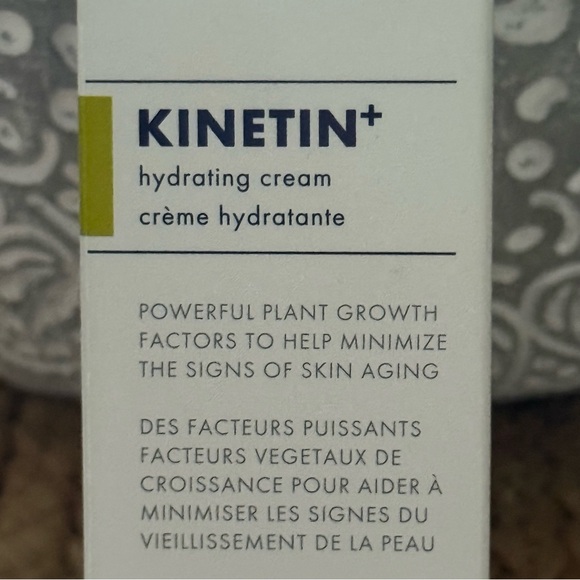 KINETIN+
hydrating cream
crème hydratante
POWERFUL PLANT GROWTH
FACTORS TO HELP MINIMIZE
THE SIGNS OF SKIN AGING
DES FACTEURS PUISSANTS
FACTEURS VEGETAUX DE
CROISSANCE POUR AIDER À
MINIMISER LES SIGNES DU
VIEILLISSEMENT DE LA PEAU